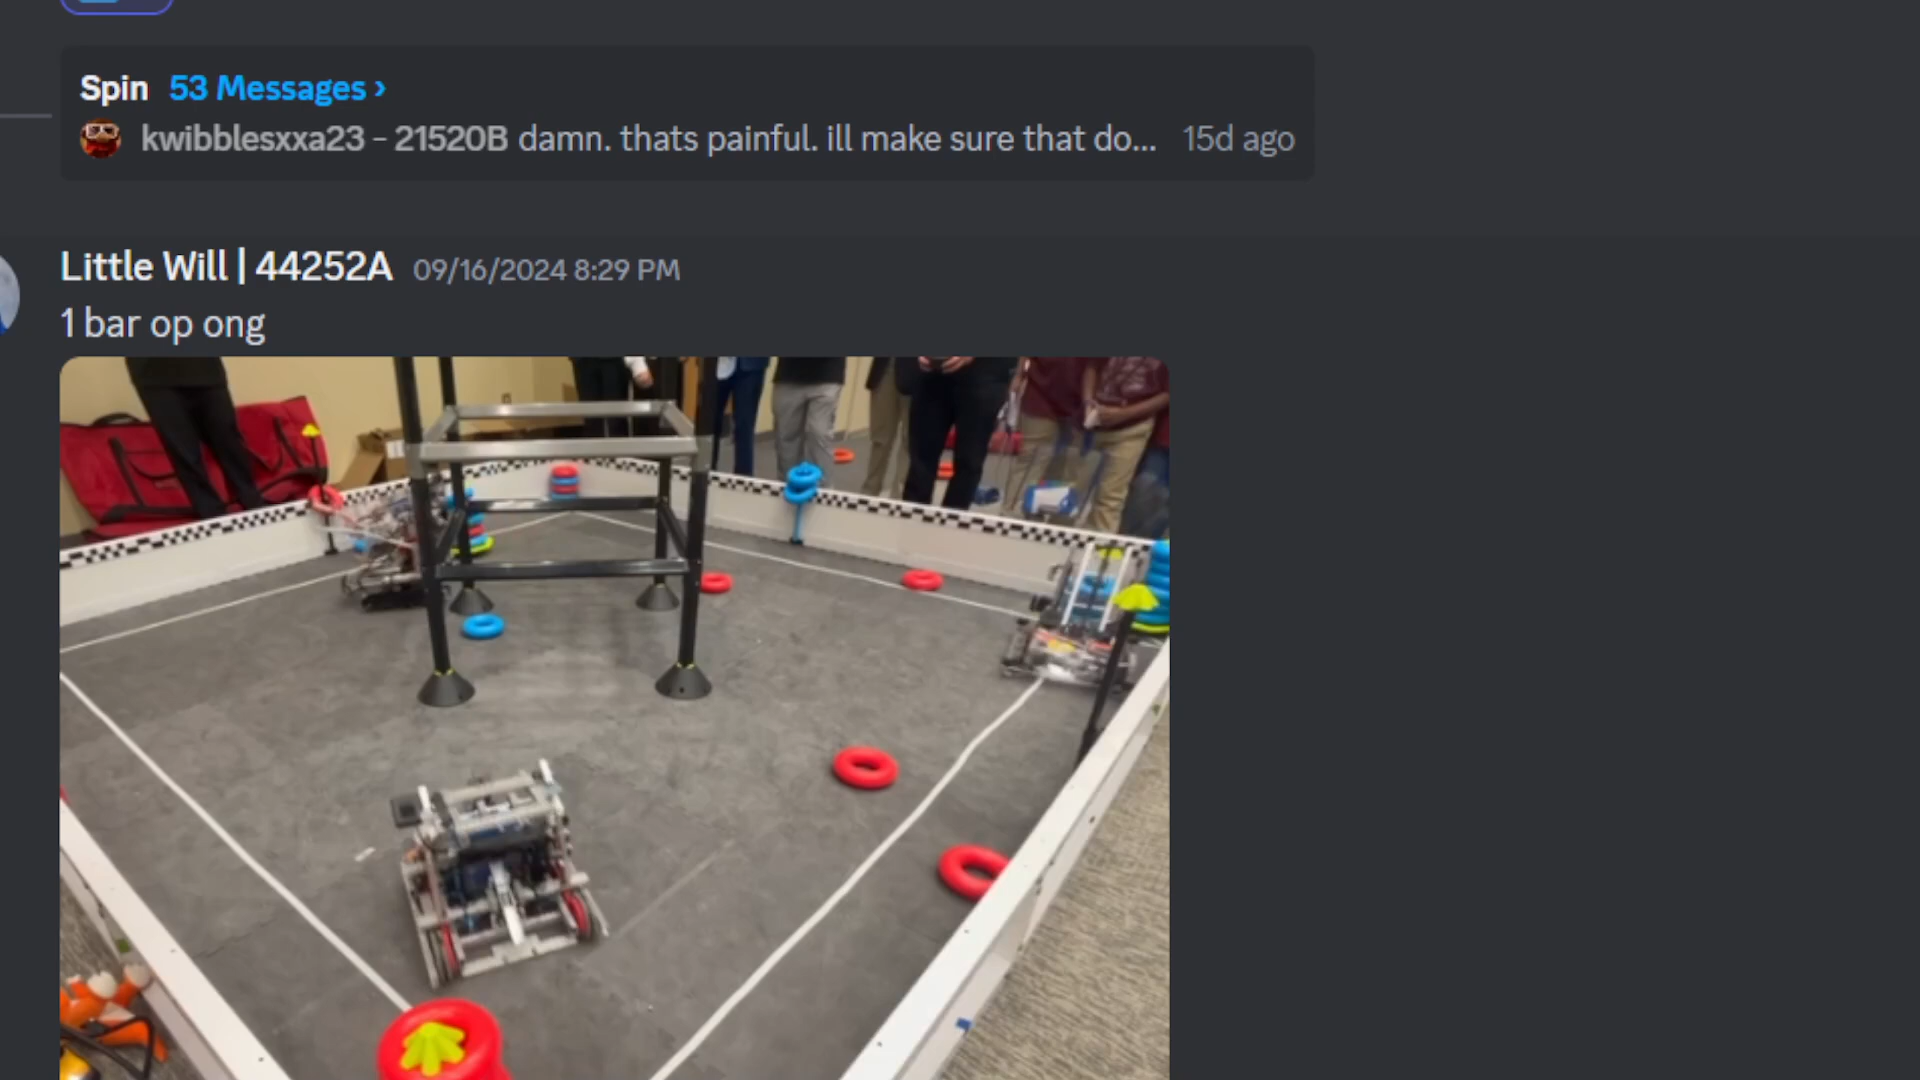 Spin 53 Messages ›
kwibblesxxa23 - 21520B damn. thats painful. ill make sure that do... 15d ago
Little Will | 44252A 09/16/2024 8:29 PM
1 bar op ong